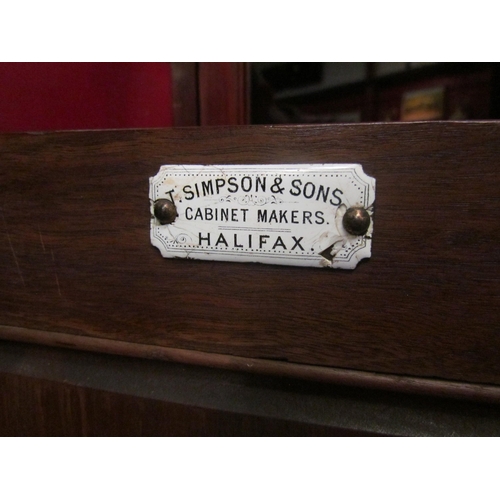 T. SIMPSON & SONS.
CABINET MAKERS.
HALIFAX.